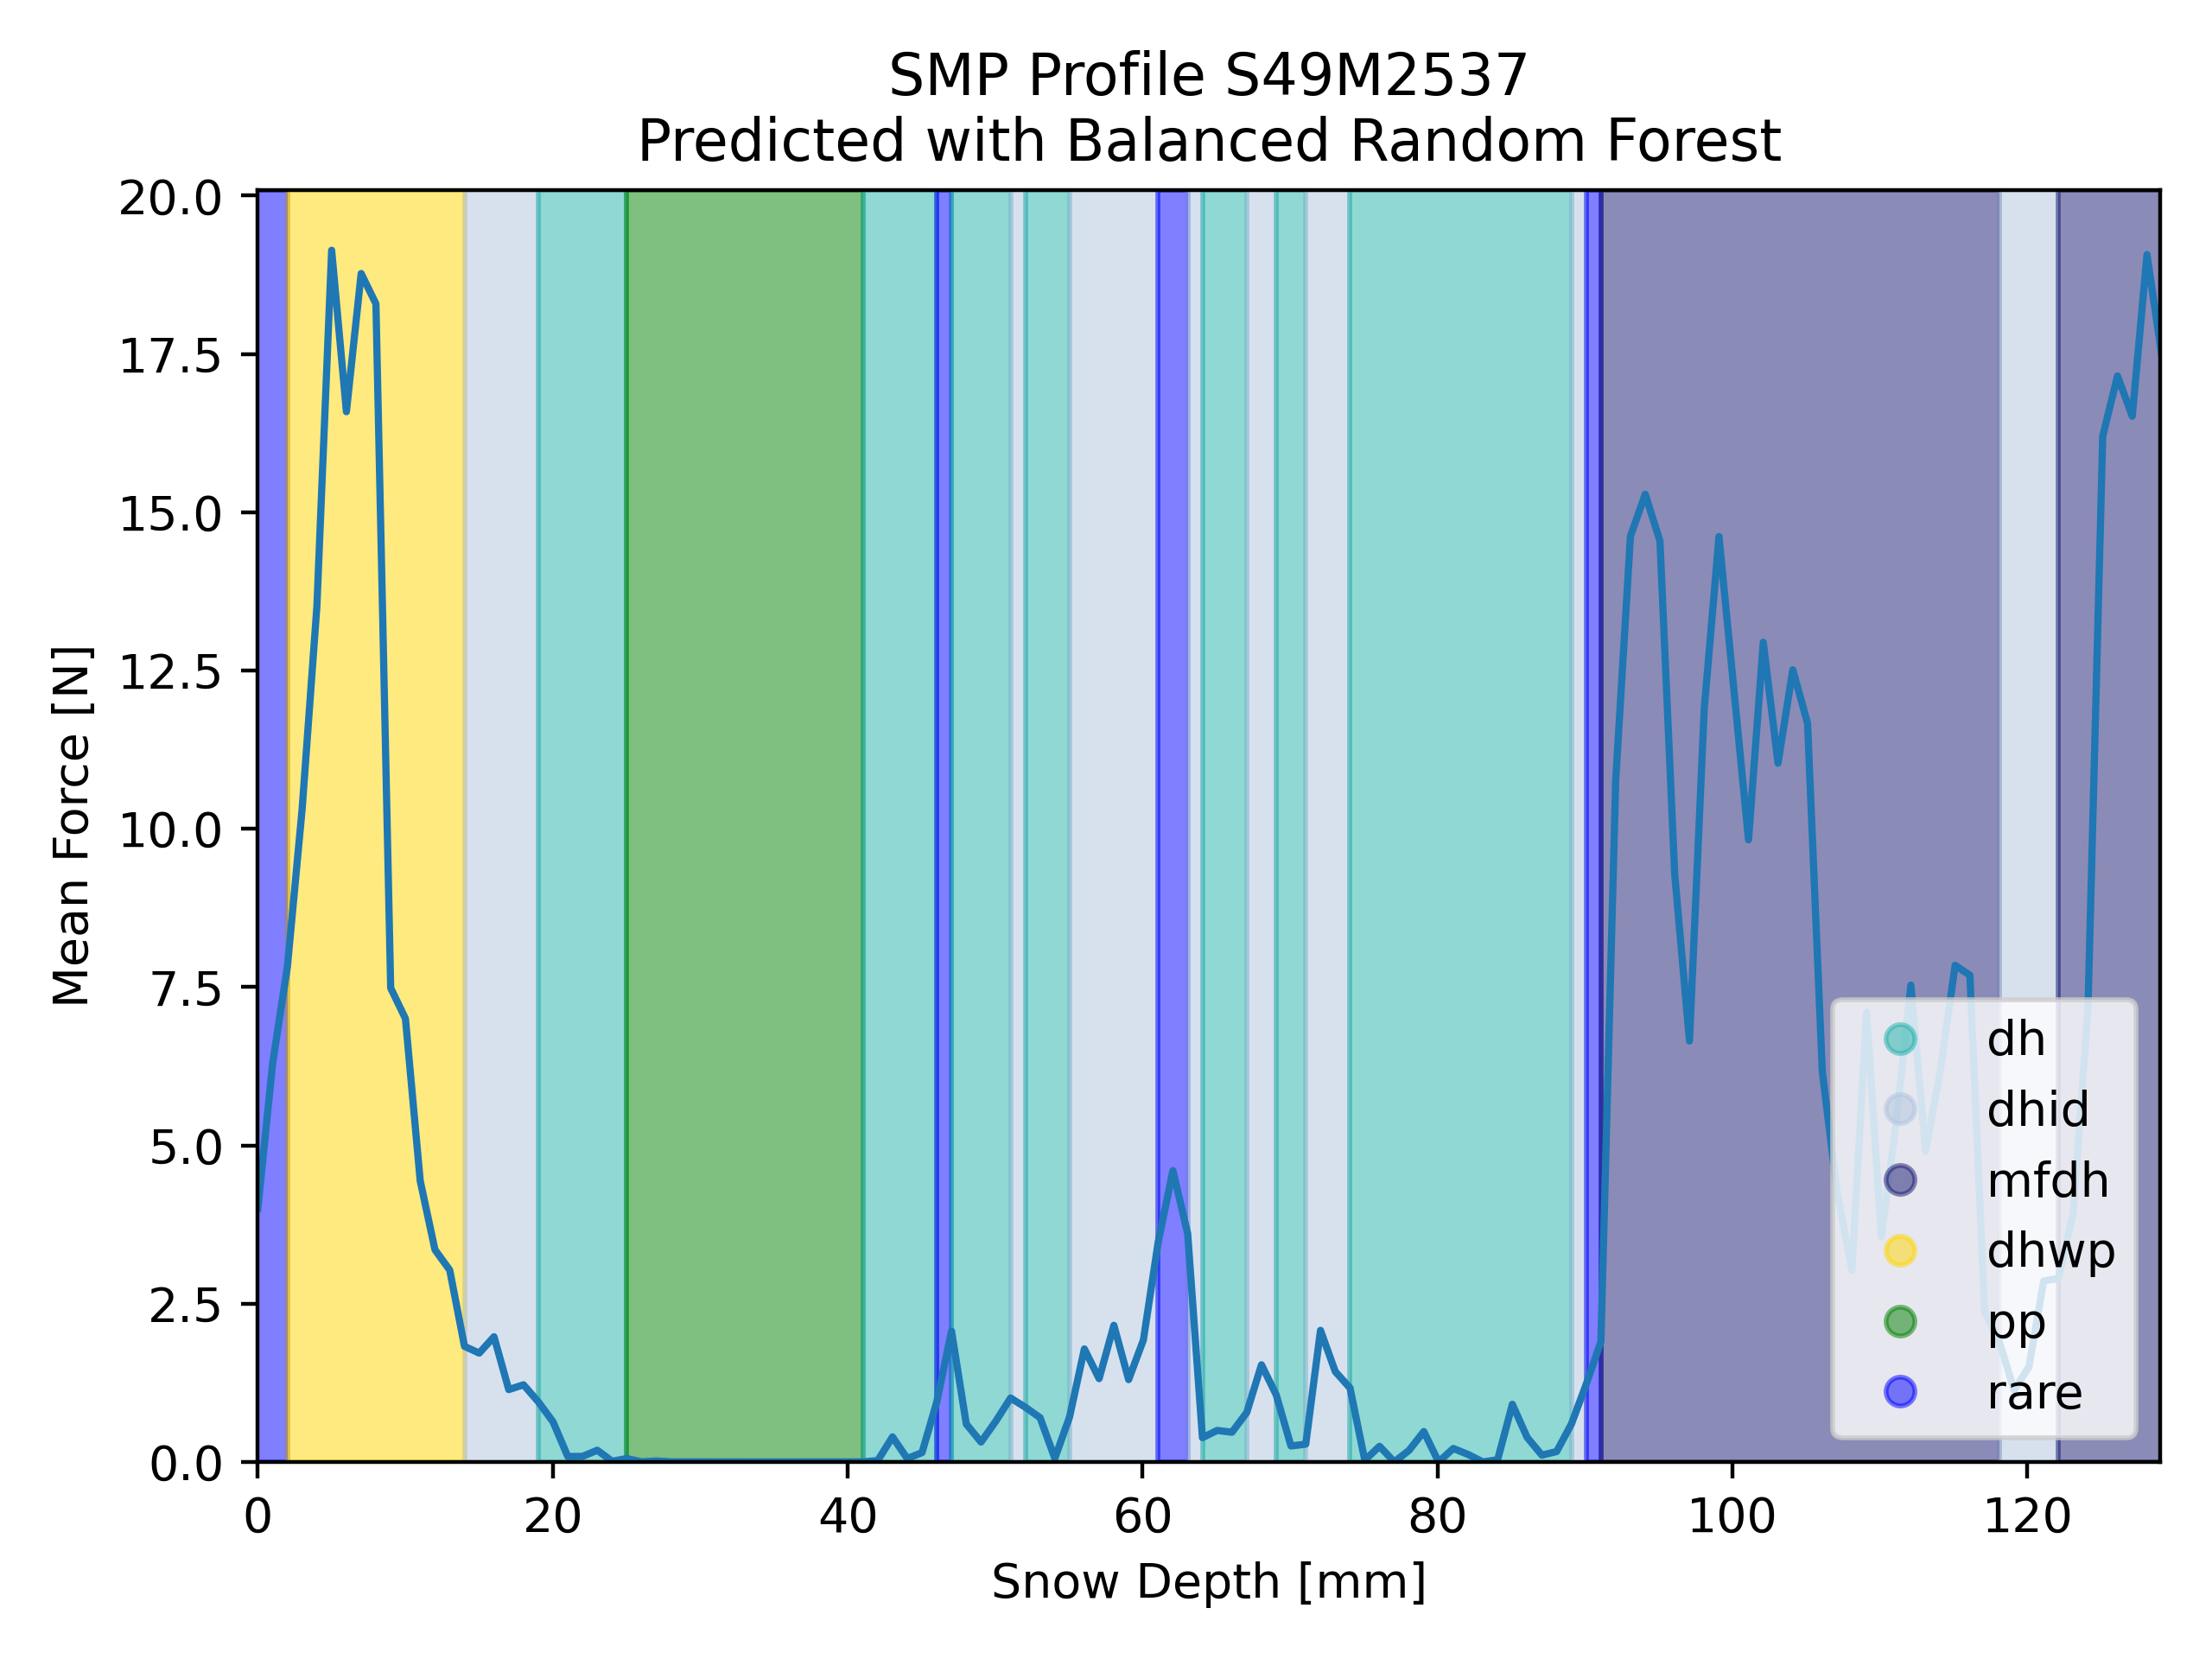 SMP Profile S49M2537
Predicted with Balanced Random Forest
20.0
17.5
15.0
12.5
10.0
7.5
5.0
2.5
0.0
Mean Force [N]
0 20 40 60 80 100 120
Snow Depth [mm]
dh
dhid
mfdh
dhwp
pp
rare